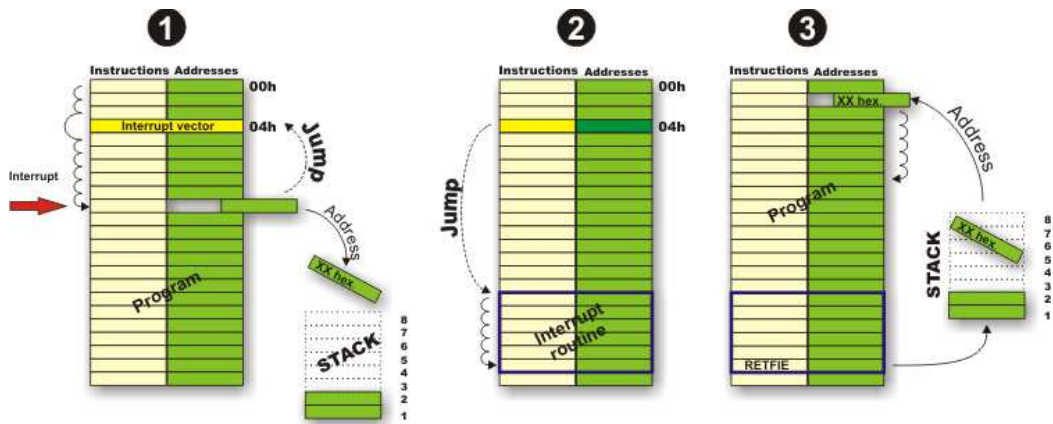 1
Instructions Addresses
00h
Interrupt vector
04h
Jump
Interrupt
Address
XX hex.
Program
8
7
6
5
4
3
2
1
STACK
2
Instructions Addresses
00h
04h
Jump
Interrupt
routine
3
Instructions Addresses
XX hex.
Address
Program
XX hex.
STACK
8
7
6
5
4
3
2
1
RETFIE